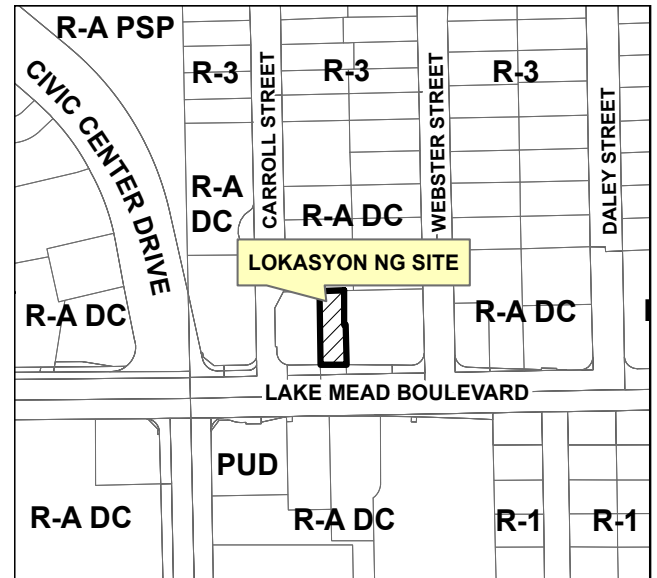 R-A PSP
R-3
R-3
R-3
CIVIC CENTER DRIVE
CARROLL STREET
WEBSTER STREET
DALEY STREET
R-A
DC
R-A DC
LOKASYON NG SITE
R-A DC
R-A DC
LAKE MEAD BOULEVARD
PUD
R-A DC
R-A DC
R-1
R-1